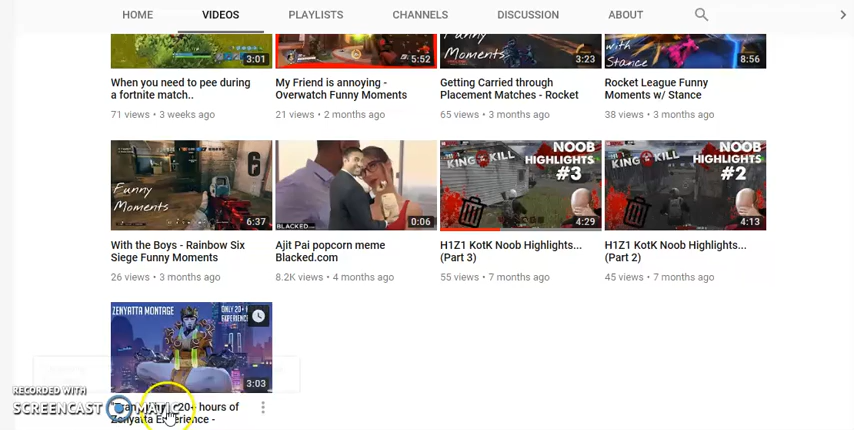 HOME VIDEOS PLAYLISTS CHANNELS DISCUSSION ABOUT
3:01
5:52
Moments
3:23
with
Stance
8:56
When you need to pee during
a fortnite match..
71 views • 3 weeks ago
My Friend is annoying -
Overwatch Funny Moments
21 views • 2 months ago
Getting Carried through
Placement Matches - Rocket
65 views • 3 months ago
Rocket League Funny
Moments w/ Stance
38 views • 3 months ago
6
Funny
Moments
6:37
BLACKED.com
0:06
KING KILL
NOOB
HIGHLIGHTS
#3
4:29
KING KILL
NOOB
HIGHLIGHTS
#2
4:13
With the Boys - Rainbow Six
Siege Funny Moments
26 views • 3 months ago
Ajit Pai popcorn meme
Blacked.com
8.2K views • 4 months ago
H1Z1 KotK Noob Highlights...
(Part 3)
55 views • 7 months ago
H1Z1 KotK Noob Highlights...
(Part 2)
45 views • 7 months ago
ZENYATTA MONTAGE
ONLY 20+
3:03
20+ hours of
Zenyatta Experience -
RECORDED WITH
SCREENCAST MATIC